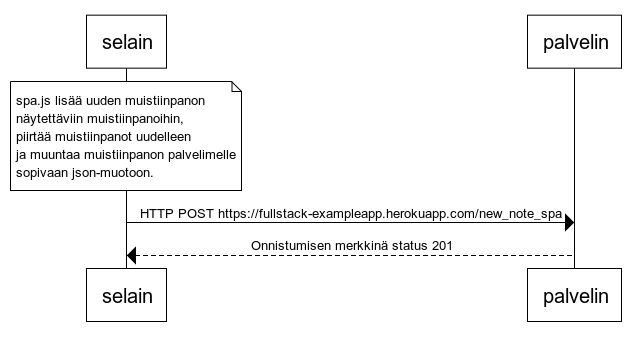 selain
palvelin
spa.js lisää uuden muistiinpanon
näytettäviin muistiinpanoihin,
piirtää muistiinpanot uudelleen
ja muuntaa muistiinpanon palvelimelle
sopivaan json-muotoon.
HTTP POST https://fullstack-exampleapp.herokuapp.com/new_note_spa
Onnistumisen merkkinä status 201
selain
palvelin